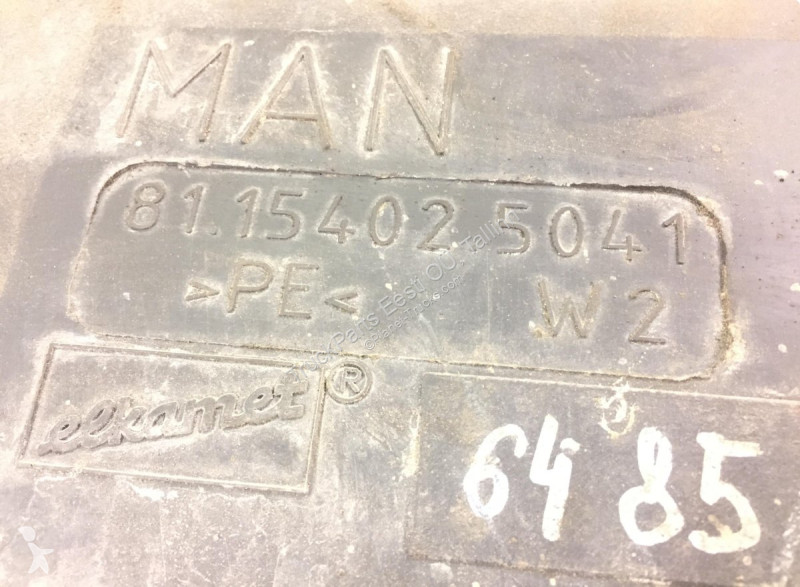 MAN
81.15402 5041
>PE< W2
elkamet®
64 85